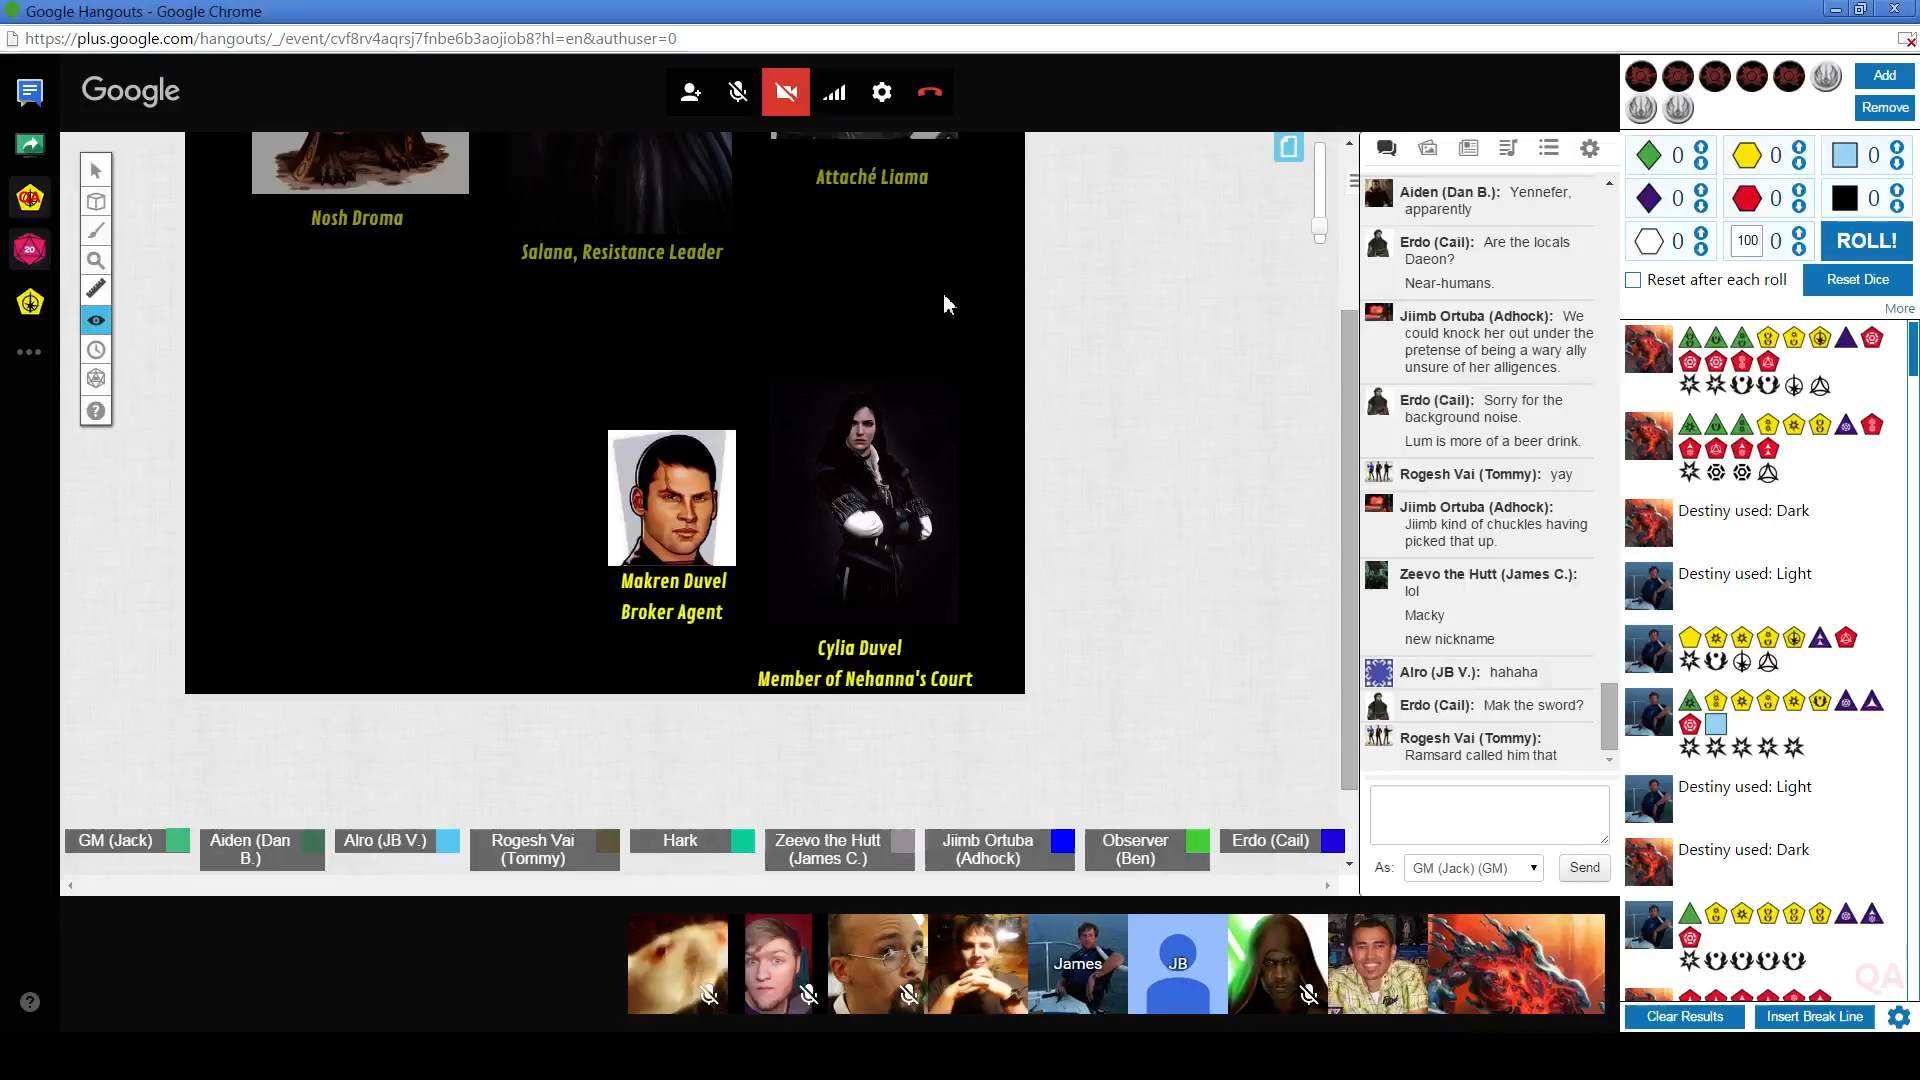 Google Hangouts - Google Chrome
https://plus.google.com/hangouts/_/event/cvf8rv4aqrsj7fnbe6b3aojiob8?hl=en&authuser=0
Google
Nosh Droma
Salana, Resistance Leader
Attaché Liama
Makren Duvel
Broker Agent
Cylia Duvel
Member of Nehanna's Court
GM (Jack)
Aiden (Dan
B.)
Alro (JB V.)
Rogesh Vai
(Tommy)
Hark
Zeevo the Hutt
(James C.)
Jiimb Ortuba
(Adhock)
Observer
(Ben)
Erdo (Cail)
Aiden (Dan B.): Yennefer,
apparently
Erdo (Cail): Are the locals
Daeon?
Near-humans.
Jiimb Ortuba (Adhock): We
could knock her out under the
pretense of being a wary ally
unsure of her alligences.
Erdo (Cail): Sorry for the
background noise.
Lum is more of a beer drink.
Rogesh Vai (Tommy): yay
Jiimb Ortuba (Adhock):
Jiimb kind of chuckles having
picked that up.
Zeevo the Hutt (James C.):
lol
Macky
new nickname
Alro (JB V.): hahaha
Erdo (Cail): Mak the sword?
Rogesh Vai (Tommy):
Ramsard called him that
As: GM (Jack) (GM) Send
Add
Remove
0 0 0
0 0 0
0 100 0 ROLL!
Reset after each roll Reset Dice
More
Destiny used: Dark
Destiny used: Light
Destiny used: Light
Destiny used: Dark
QA
Clear Results Insert Break Line
James
JB
QA
20